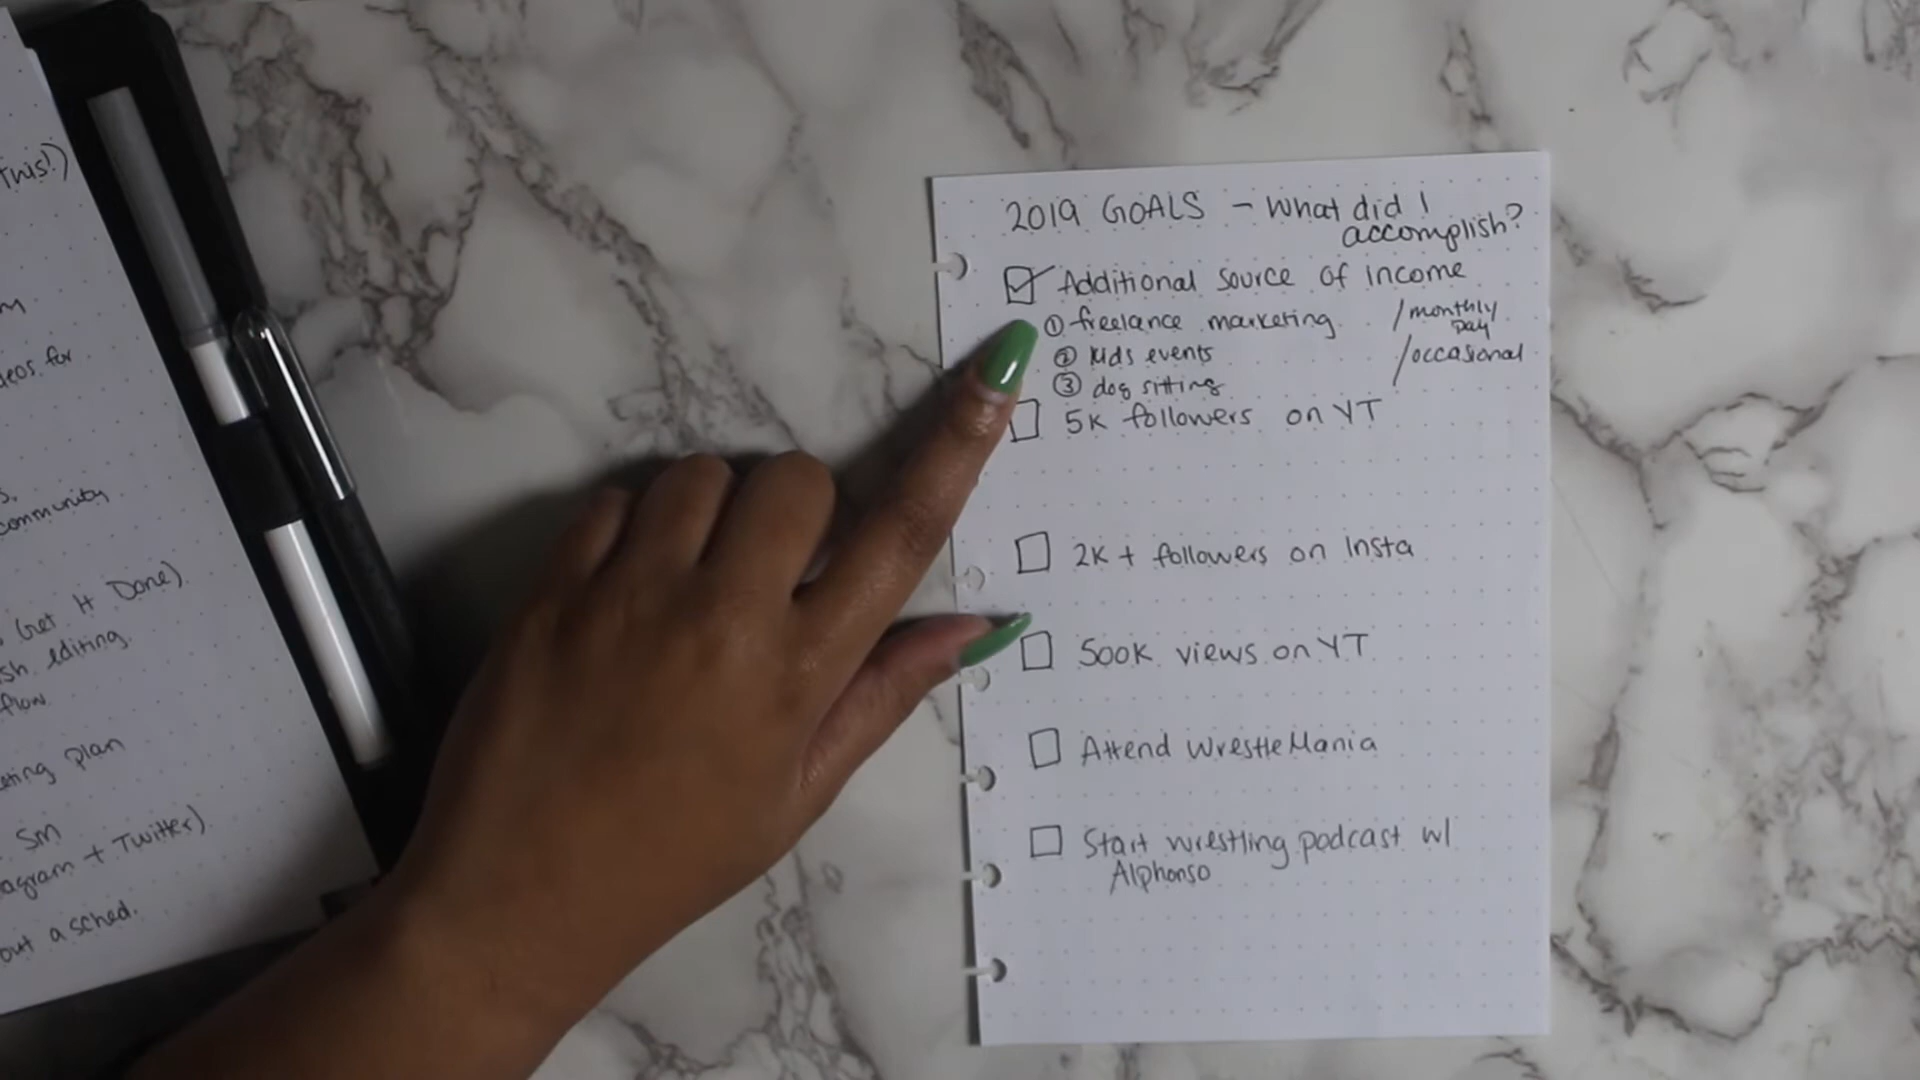 This!)
deos for
s.
community
Get It Done)
sh editing.
flow
eting plan
SM
agram + Twitter)
out a sched.
2019 GOALS - What did I
accomplish?
Additional source of income
① freelance marketing /monthly
pay
② kids events /occasional
③ dog sitting
5K followers on YT
2K + followers on Insta
500K views on YT
Attend WrestleMania
Start wrestling podcast w/
Alphonso